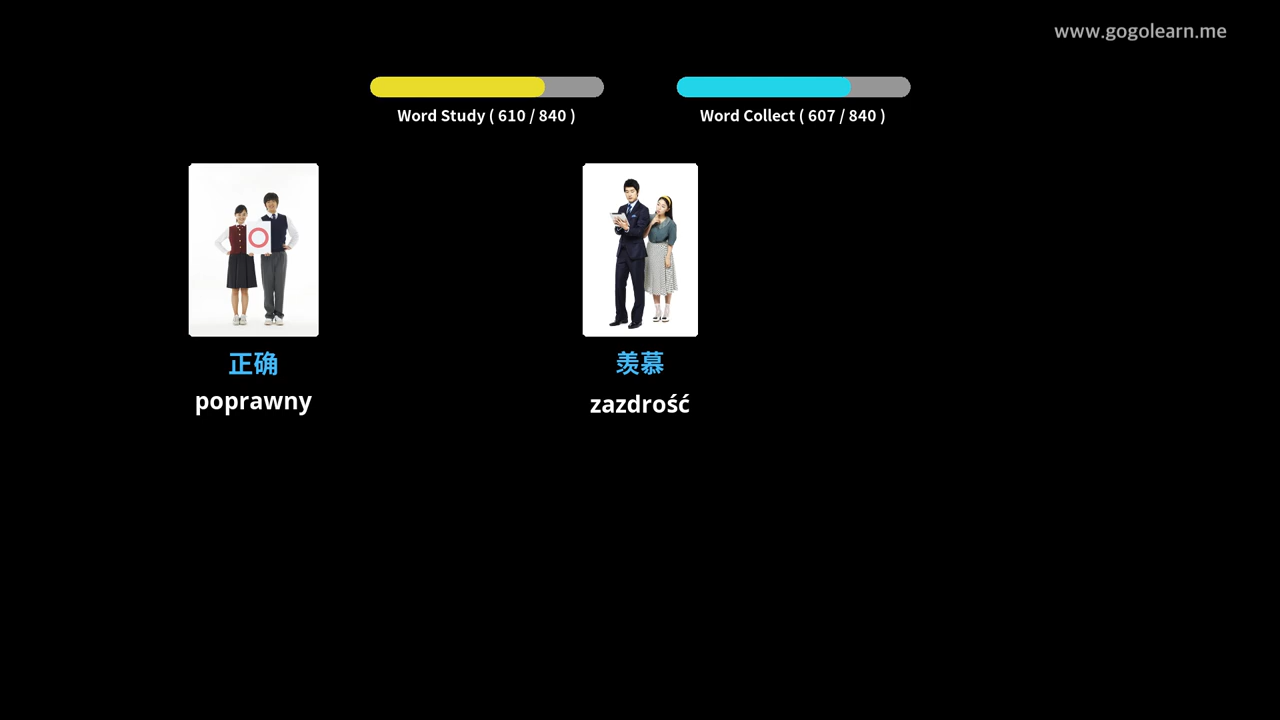 www.gogolearn.me
Word Study ( 610 / 840 )
Word Collect ( 607 / 840 )
正确
poprawny
羡慕
zazdrość